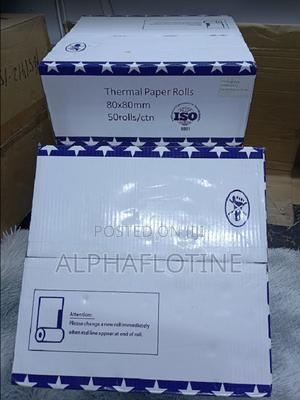 Thermal Paper Rolls
80x80mm
50rolls/ctn
ISO
9001
POSTED ON
ALPHAFLOTINE
Attention:
Please change a new roll immediately
when red line appear at end of roll.